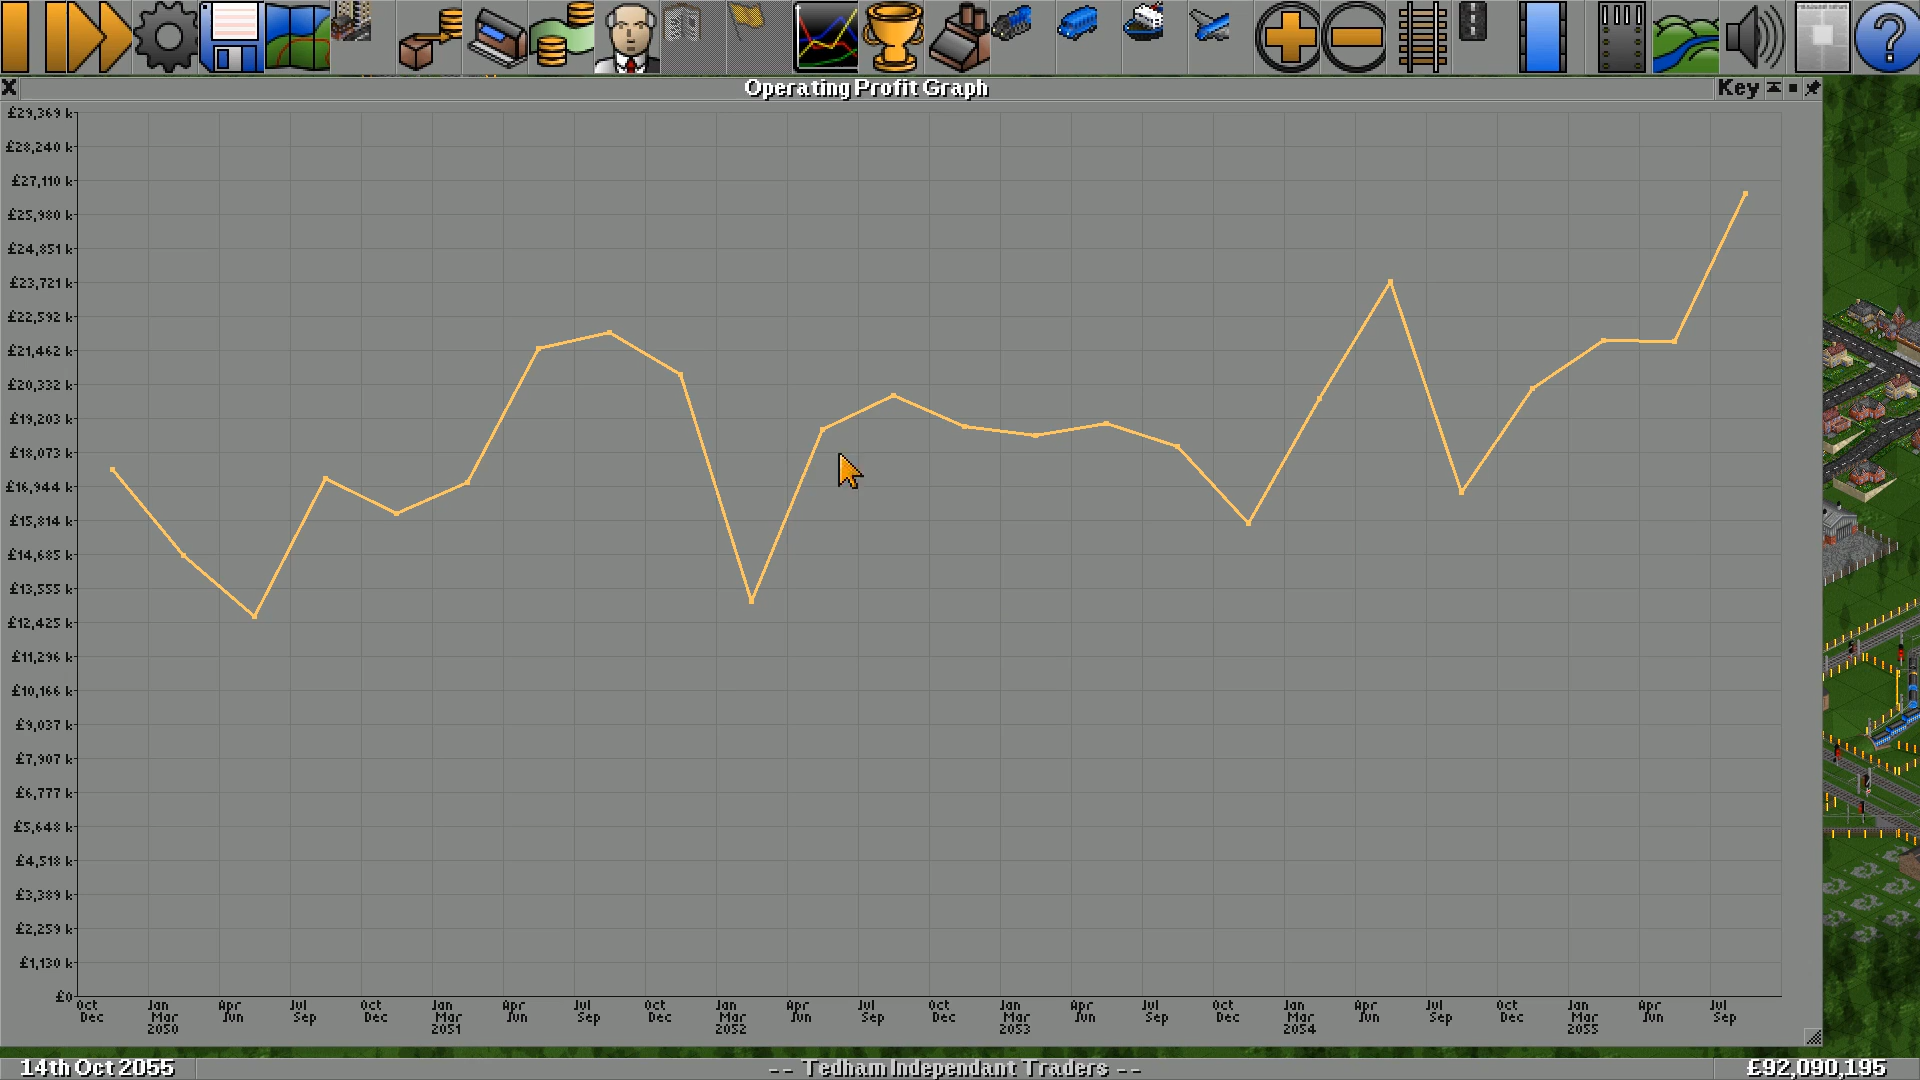 Operating Profit Graph
Key
£29,369 k
£28,240 k
£27,110 k
£25,980 k
£24,851 k
£23,721 k
£22,592 k
£21,462 k
£20,332 k
£19,203 k
£18,073 k
£16,944 k
£15,814 k
£14,685 k
£13,555 k
£12,425 k
£11,296 k
£10,166 k
£9,037 k
£7,907 k
£6,777 k
£5,648 k
£4,518 k
£3,389 k
£2,259 k
£1,130 k
£0
Oct Jan Apr Jul Oct Jan Apr Jul Oct Jan Apr Jul Oct Jan Apr Jul Oct Jan Apr Jul Oct Jan Apr Jul
Dec Mar Jun Sep Dec Mar Jun Sep Dec Mar Jun Sep Dec Mar Jun Sep Dec Mar Jun Sep Dec Mar Jun Sep
2050 2051 2052 2053 2054 2055
14th Oct 2055
-- Tedham Independant Traders --
£92,090,195